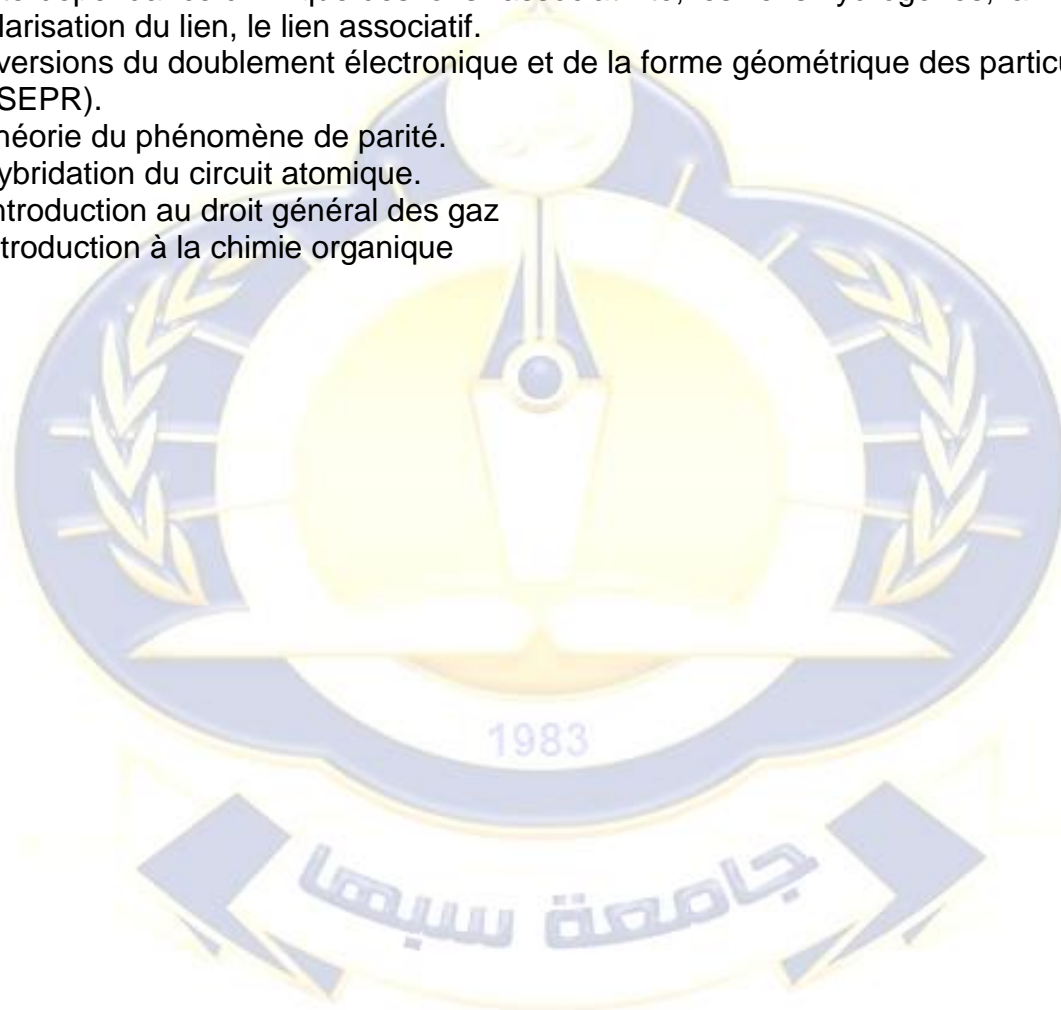 larisation du lien, le lien associatif.
versions du doublement électronique et de la forme géométrique des particu
SEPR).
héorie du phénomène de parité.
ybridation du circuit atomique.
ntroduction au droit général des gaz
troduction à la chimie organique
1983
جامعة سبها